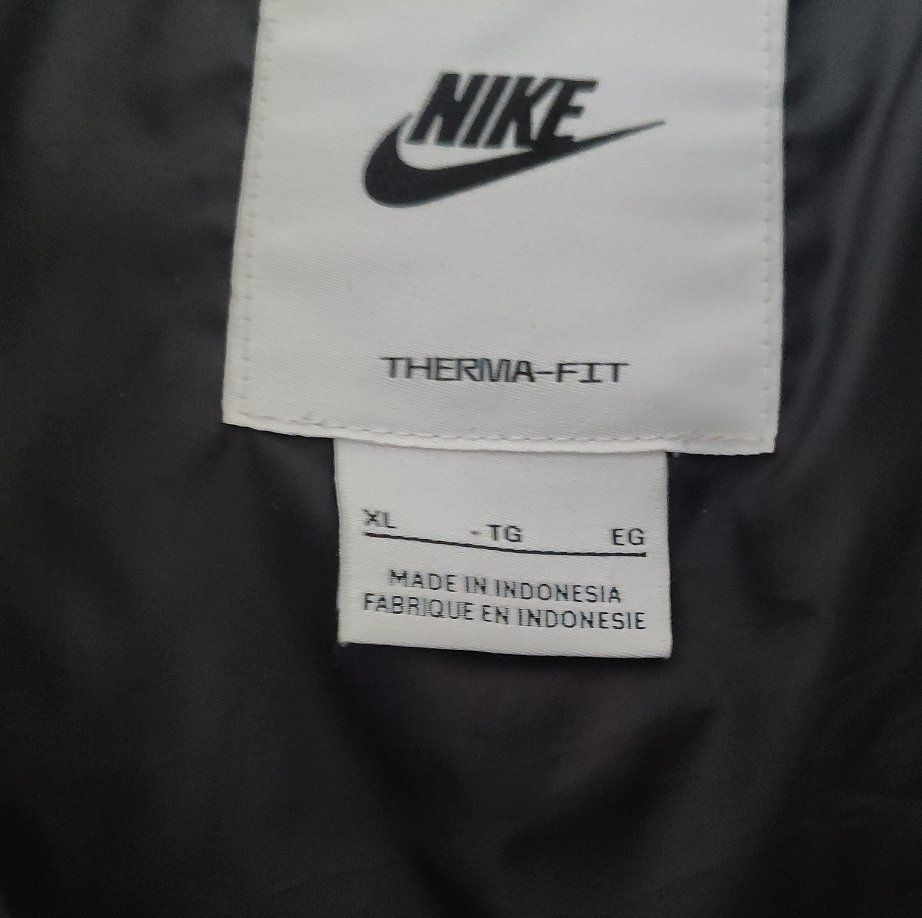 NIKE
THERMA-FIT
XL - TG EG
MADE IN INDONESIA
FABRIQUE EN INDONESIE